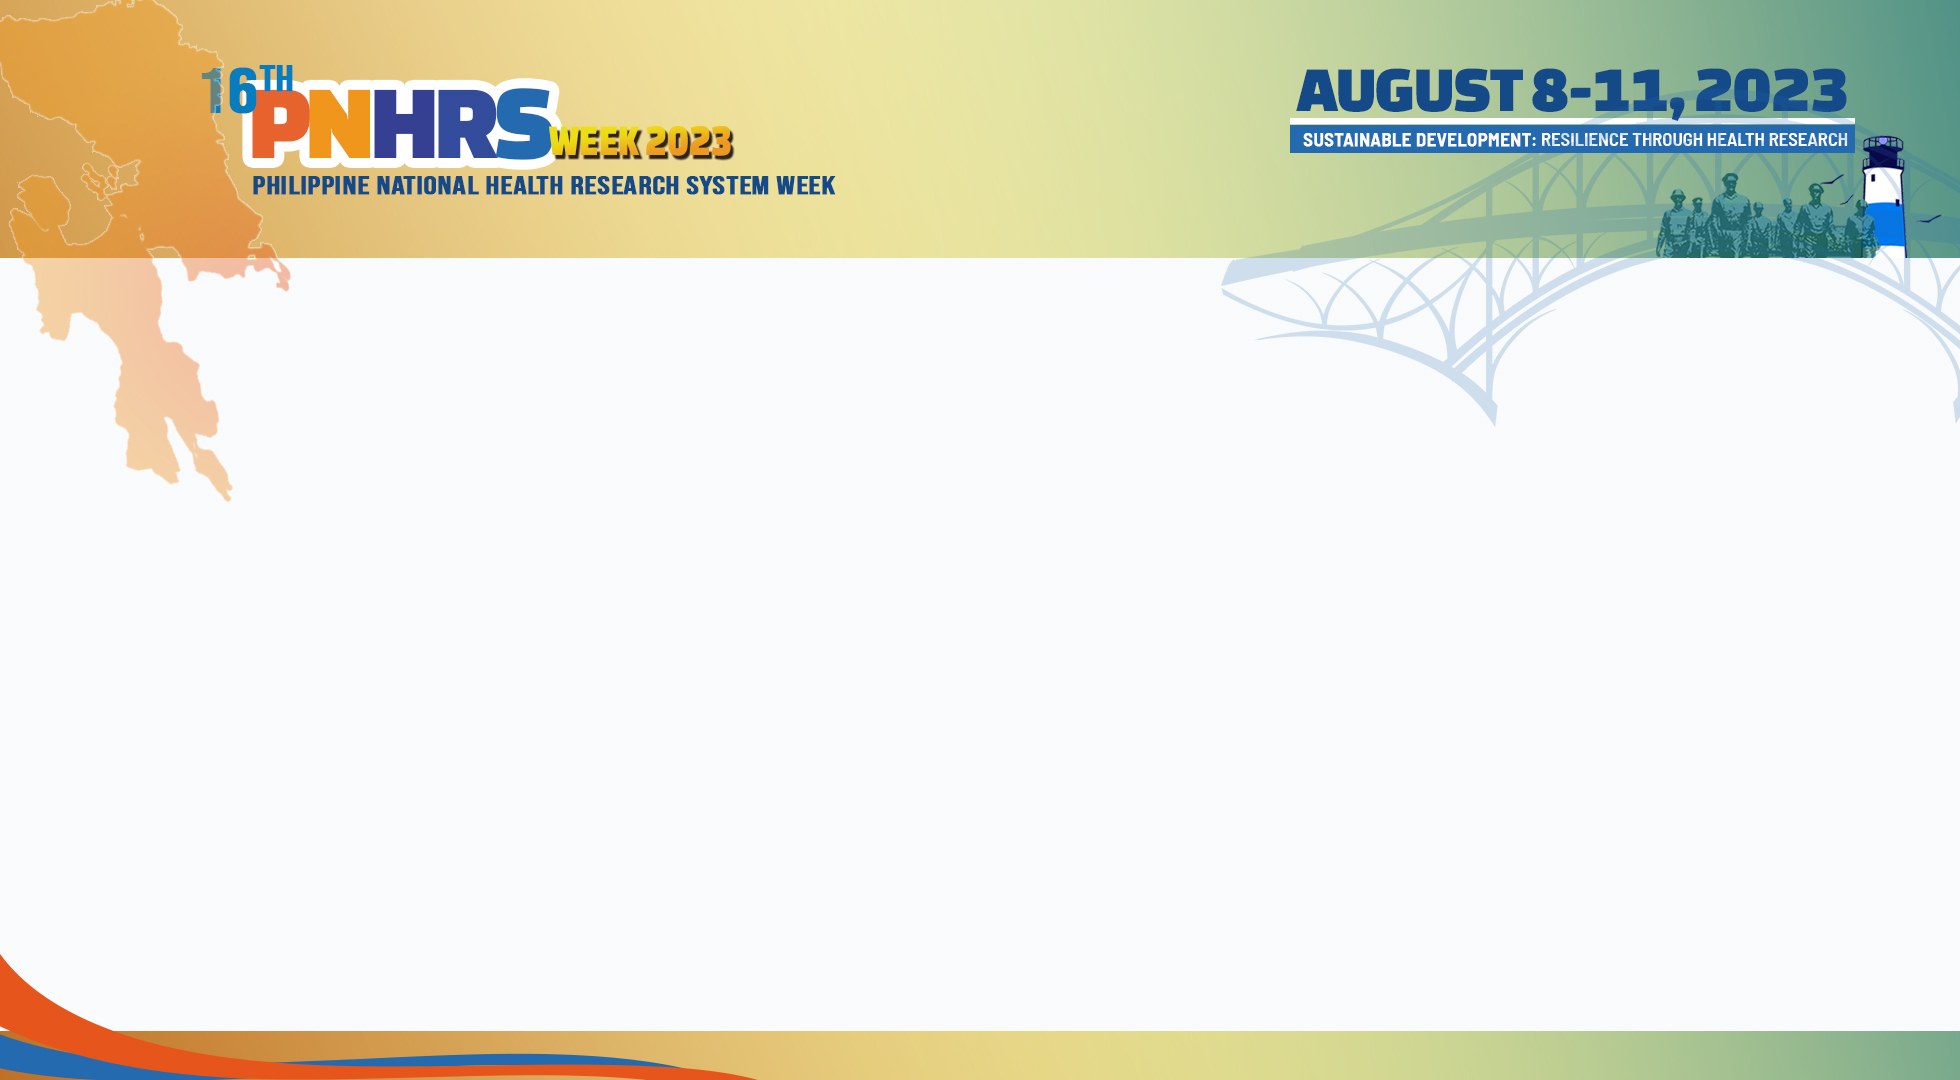 16TH
PNHRS WEEK 2023
PHILIPPINE NATIONAL HEALTH RESEARCH SYSTEM WEEK
AUGUST 8-11, 2023
SUSTAINABLE DEVELOPMENT: RESILIENCE THROUGH HEALTH RESEARCH